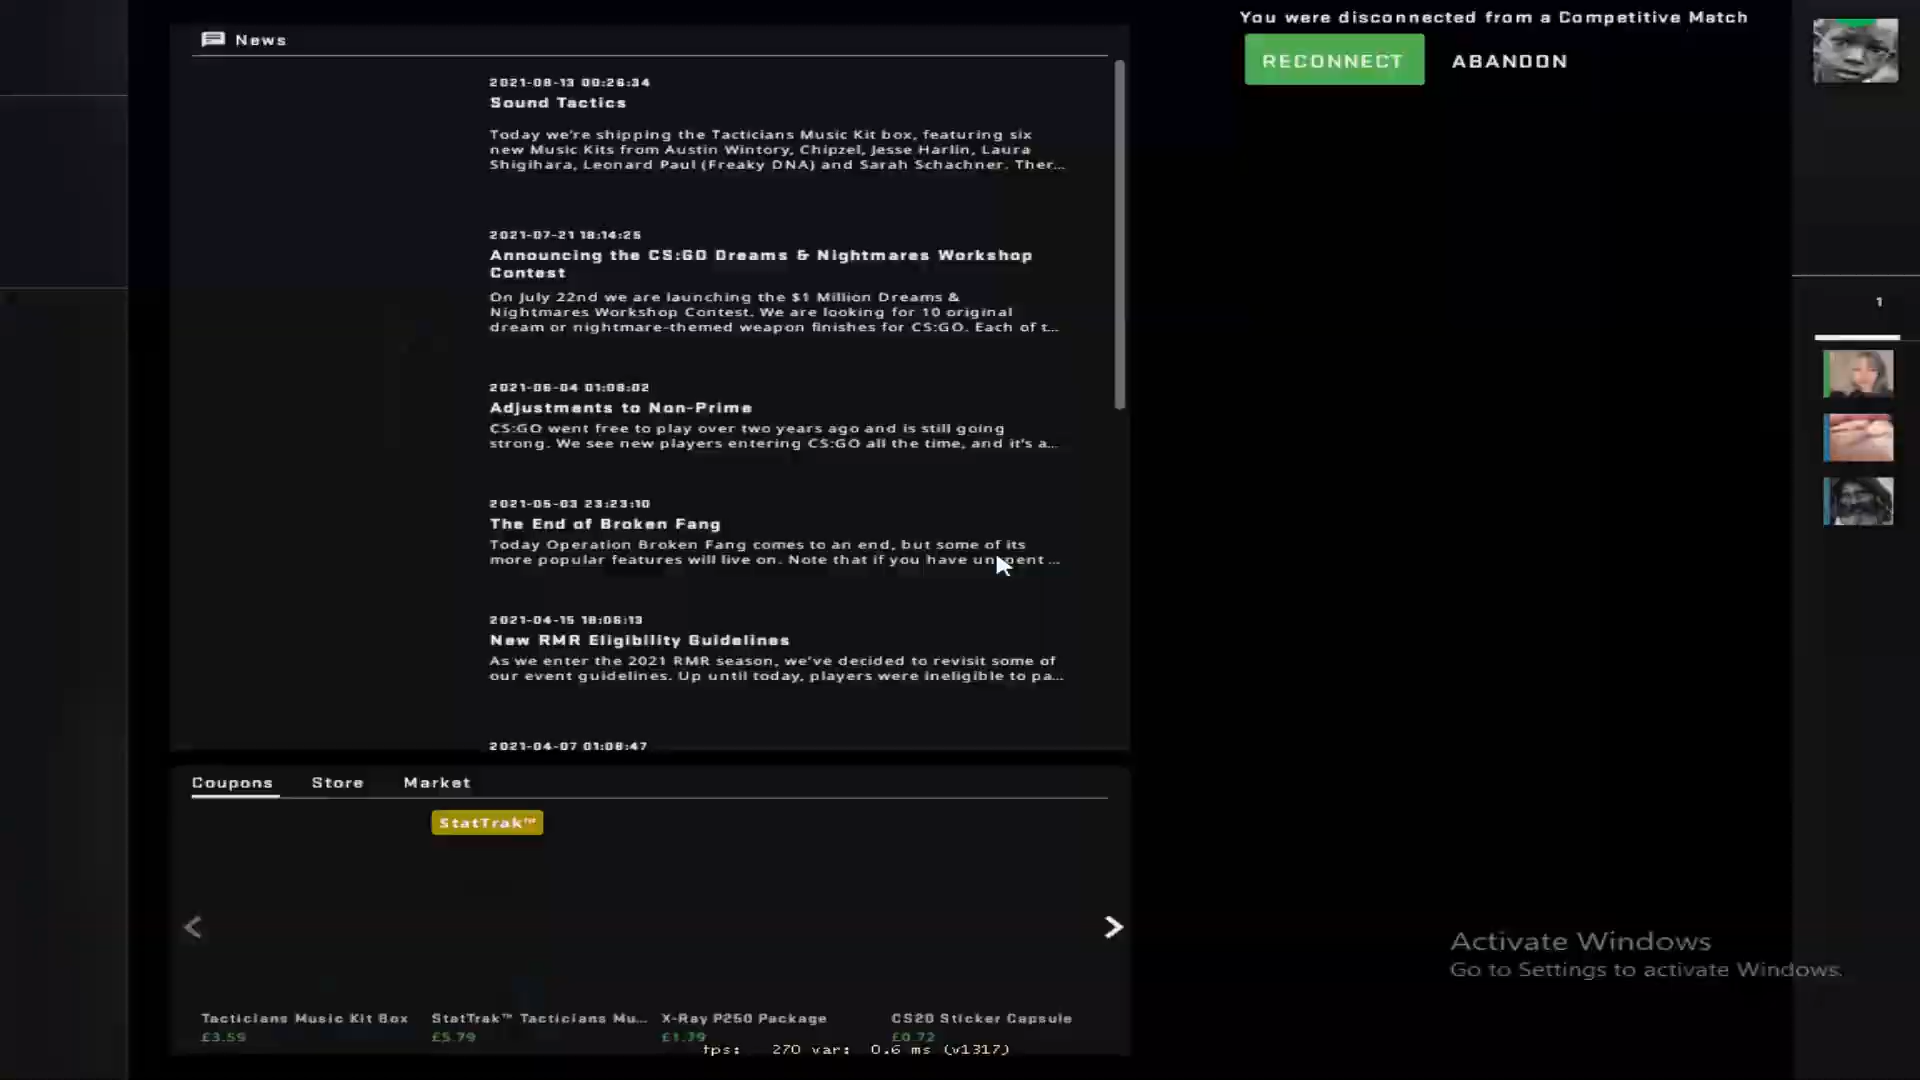 News
2021-08-13 00:26:34
Sound Tactics
Today we're shipping the Tacticians Music Kit box, featuring six
new Music Kits from Austin Wintory, Chipzel, Jesse Harlin, Laura
Shigihara, Leonard Paul (Freaky DNA) and Sarah Schachner. Ther...
2021-07-21 18:14:25
Announcing the CS:GO Dreams & Nightmares Workshop
Contest
On July 22nd we are launching the $1 Million Dreams &
Nightmares Workshop Contest. We are looking for 10 original
dream or nightmare-themed weapon finishes for CS:GO. Each of t...
2021-06-04 01:08:02
Adjustments to Non-Prime
CS:GO went free to play over two years ago and is still going
strong. We see new players entering CS:GO all the time, and it's a...
2021-05-03 23:23:10
The End of Broken Fang
Today Operation Broken Fang comes to an end, but some of its
more popular features will live on. Note that if you have unspent ...
2021-04-15 18:06:13
New RMR Eligibility Guidelines
As we enter the 2021 RMR season, we've decided to revisit some of
our event guidelines. Up until today, players were ineligible to pa...
2021-04-07 01:08:47
Coupons Store Market
StatTrak™
Tacticians Music Kit Box
£3.59
StatTrak™ Tacticians Mu...
£5.79
X-Ray P250 Package
£1.79
CS20 Sticker Capsule
£0.72
fps: 270 var: 0.6 ms (v1317)
You were disconnected from a Competitive Match
RECONNECT ABANDON
1
Activate Windows
Go to Settings to activate Windows.